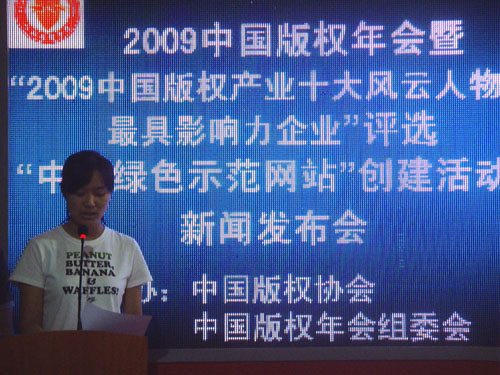 2009中国版权年会暨
“2009中国版权产业十大风云人物
最具影响力企业”评选
“中 绿色示范网站”创建活动
新闻发布会
办：中国版权协会
中国版权年会组委会
PEANUT
BUTTER,
BANANA
&
WAFFLES!